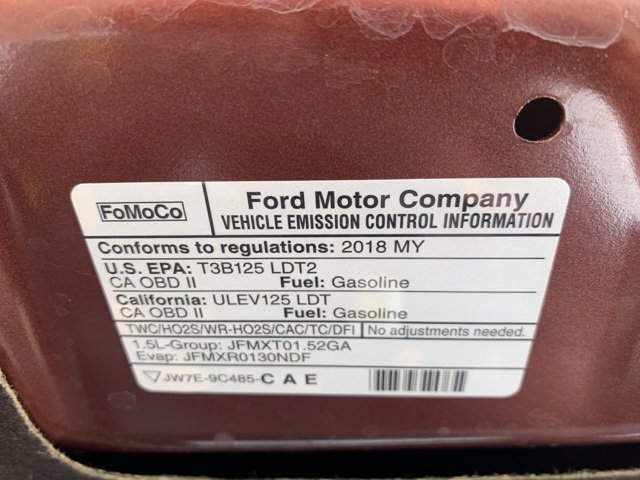 FoMoCo
Ford Motor Company
VEHICLE EMISSION CONTROL INFORMATION
Conforms to regulations: 2018 MY
U.S. EPA: T3B125 LDT2
CA OBD II Fuel: Gasoline
California: ULEV125 LDT
CA OBD II Fuel: Gasoline
TWC/HO2S/WR-HO2S/CAC/TC/DFI No adjustments needed.
1.5L-Group: JFMXT01.52GA
Evap: JFMXR0130NDF
JW7E-9C485-C A E